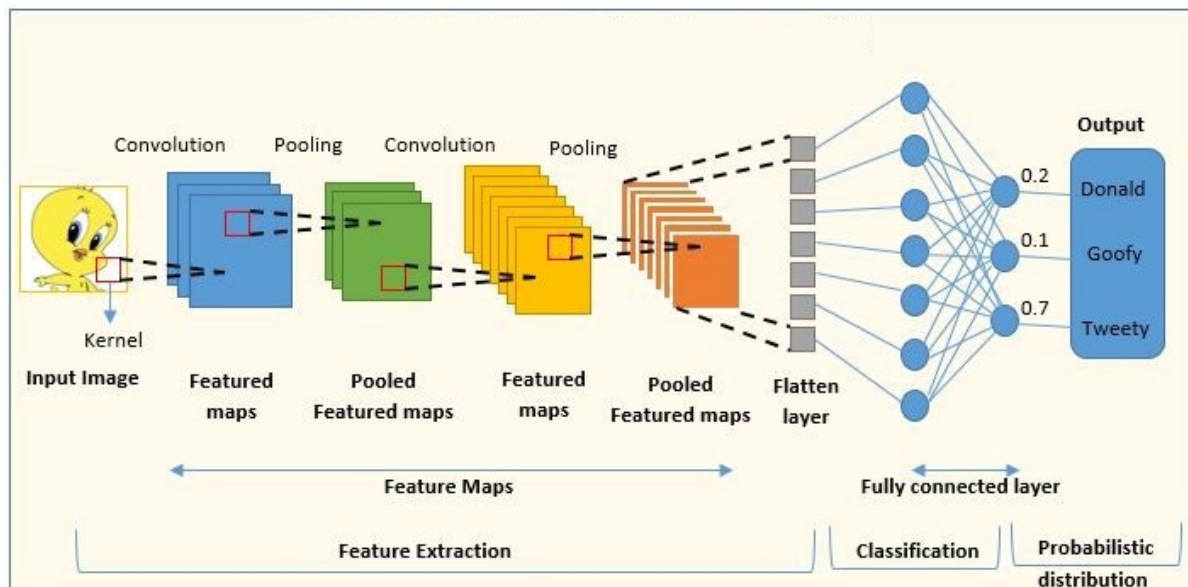 Convolution
Pooling
Convolution
Pooling
Kernel
Input Image
Featured
maps
Pooled
Featured maps
Featured
maps
Pooled
Featured maps
Flatten
layer
Output
0.2
Donald
0.1
Goofy
0.7
Tweety
Feature Maps
Fully connected layer
Feature Extraction
Classification
Probabilistic
distribution